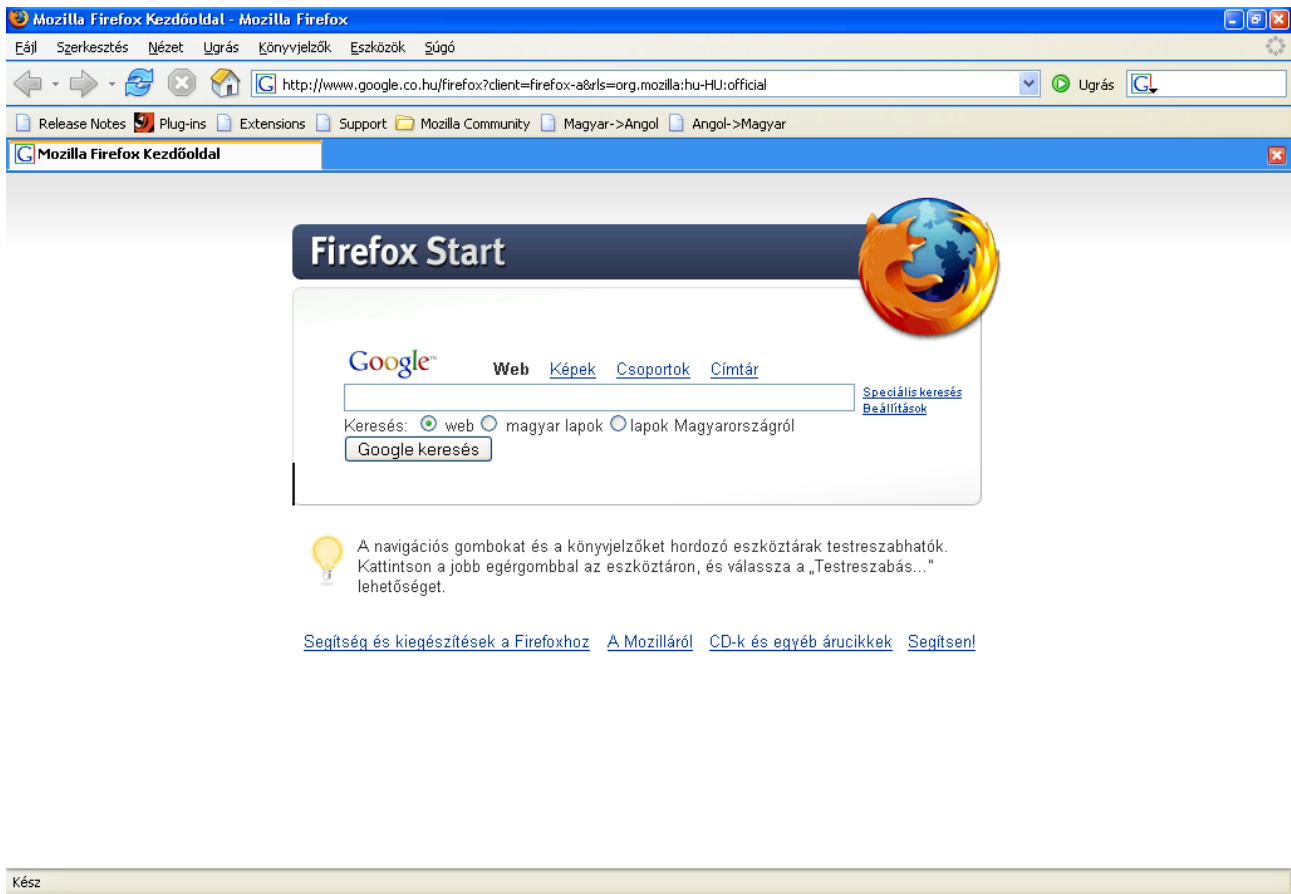 Mozilla Firefox Kezdőoldal - Mozilla Firefox
Fájl Szerkesztés Nézet Ugrás Könyvjelzők Eszközök Súgó
G http://www.google.co.hu/firefox?client=firefox-a&rls=org.mozilla:hu-HU:official Ugrás G
Release Notes Plug-ins Extensions Support Mozilla Community Magyar->Angol Angol->Magyar
G Mozilla Firefox Kezdőoldal
Firefox Start
Google™ Web Képek Csoportok Címtár
Speciális keresés
Beállítások
Keresés: web magyar lapok lapok Magyarországról
Google keresés
A navigációs gombokat és a könyvjelzőket hordozó eszköztárak testreszabhatók.
Kattintson a jobb egérgombbal az eszköztáron, és válassza a „Testreszabás..."
lehetőséget.
Segítség és kiegészítések a Firefoxhoz A Mozilláról CD-k és egyéb árucikkek Segítsen!
Kész